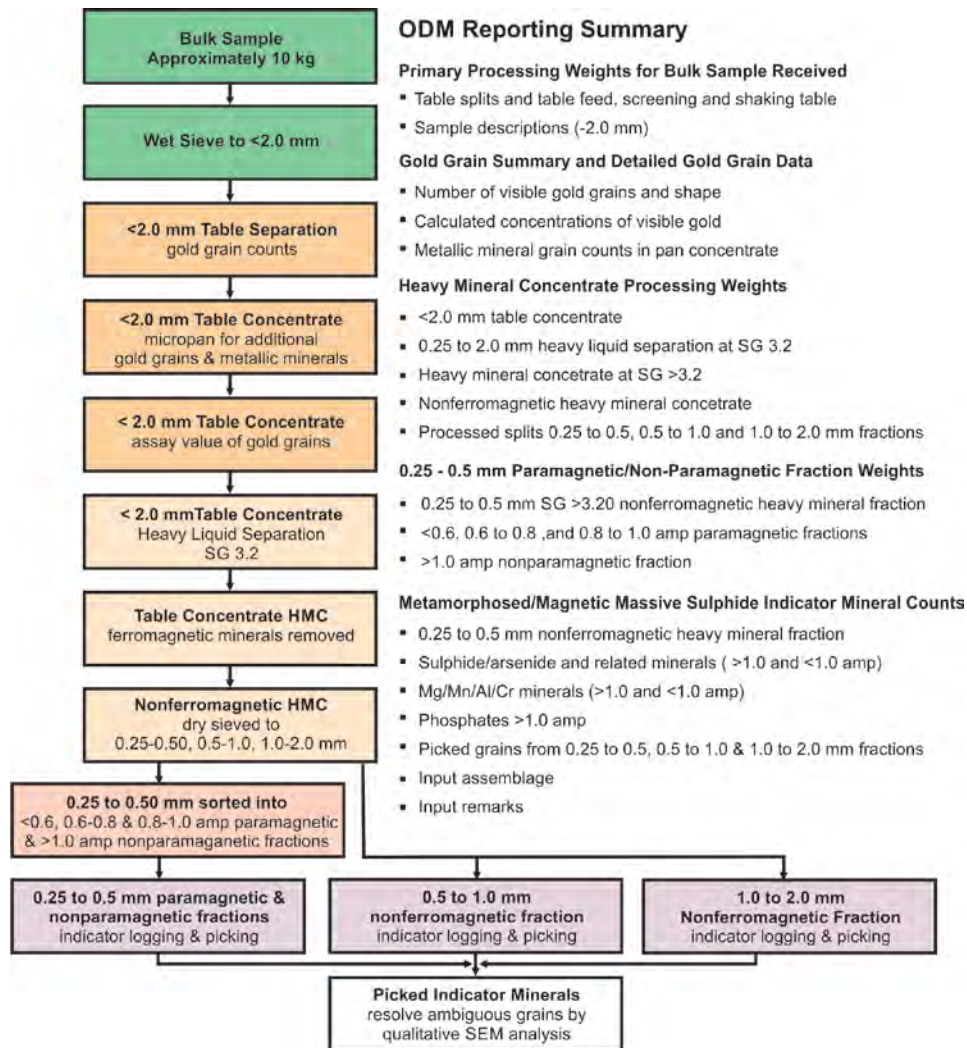 Bulk Sample
Approximately 10 kg
Wet Sieve to <2.0 mm
<2.0 mm Table Separation
gold grain counts
<2.0 mm Table Concentrate
micropan for additional
gold grains & metallic minerals
< 2.0 mm Table Concentrate
assay value of gold grains
< 2.0 mmTable Concentrate
Heavy Liquid Separation
SG 3.2
Table Concentrate HMC
ferromagnetic minerals removed
Nonferromagnetic HMC
dry sieved to
0.25-0.50, 0.5-1.0, 1.0-2.0 mm
0.25 to 0.50 mm sorted into
<0.6, 0.6-0.8 & 0.8-1.0 amp paramagnetic
& >1.0 amp nonparamaganetic fractions
0.25 to 0.5 mm paramagnetic &
nonparamagnetic fractions
indicator logging & picking
0.5 to 1.0 mm
nonferromagnetic fraction
indicator logging & picking
1.0 to 2.0 mm
Nonferromagnetic Fraction
indicator logging & picking
Picked Indicator Minerals
resolve ambiguous grains by
qualitative SEM analysis
ODM Reporting Summary
Primary Processing Weights for Bulk Sample Received
▪ Table splits and table feed, screening and shaking table
▪ Sample descriptions (-2.0 mm)
Gold Grain Summary and Detailed Gold Grain Data
▪ Number of visible gold grains and shape
▪ Calculated concentrations of visible gold
▪ Metallic mineral grain counts in pan concentrate
Heavy Mineral Concentrate Processing Weights
▪ <2.0 mm table concentrate
▪ 0.25 to 2.0 mm heavy liquid separation at SG 3.2
▪ Heavy mineral concetrate at SG >3.2
▪ Nonferromagnetic heavy mineral concetrate
▪ Processed splits 0.25 to 0.5, 0.5 to 1.0 and 1.0 to 2.0 mm fractions
0.25 - 0.5 mm Paramagnetic/Non-Paramagnetic Fraction Weights
▪ 0.25 to 0.5 mm SG >3.20 nonferromagnetic heavy mineral fraction
▪ <0.6, 0.6 to 0.8 ,and 0.8 to 1.0 amp paramagnetic fractions
▪ >1.0 amp nonparamagnetic fraction
Metamorphosed/Magnetic Massive Sulphide Indicator Mineral Counts
▪ 0.25 to 0.5 mm nonferromagnetic heavy mineral fraction
▪ Sulphide/arsenide and related minerals ( >1.0 and <1.0 amp)
▪ Mg/Mn/Al/Cr minerals (>1.0 and <1.0 amp)
▪ Phosphates >1.0 amp
▪ Picked grains from 0.25 to 0.5, 0.5 to 1.0 & 1.0 to 2.0 mm fractions
▪ Input assemblage
▪ Input remarks